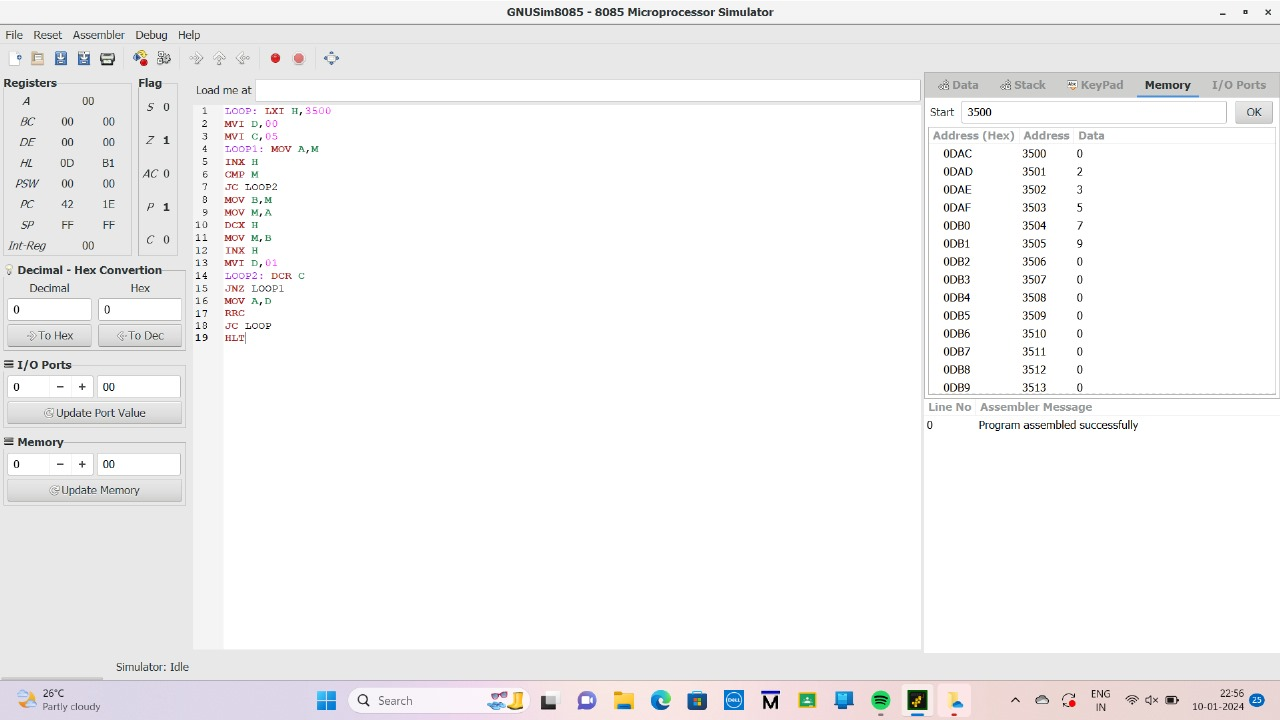 GNUSim8085 - 8085 Microprocessor Simulator
File Reset Assembler Debug Help
Registers
A 00
BC 00 00
DE 00 00
HL 0D B1
PSW 00 00
PC 42 1E
SP FF FF
Int-Reg 00
Flag
S 0
Z 1
AC 0
P 1
C 0
Decimal - Hex Convertion
Decimal Hex
0 0
To Hex To Dec
I/O Ports
0 − + 00
Update Port Value
Memory
0 − + 00
Update Memory
Load me at
1 LOOP: LXI H,3500
2 MVI D,00
3 MVI C,05
4 LOOP1: MOV A,M
5 INX H
6 CMP M
7 JC LOOP2
8 MOV B,M
9 MOV M,A
10 DCX H
11 MOV M,B
12 INX H
13 MVI D,01
14 LOOP2: DCR C
15 JNZ LOOP1
16 MOV A,D
17 RRC
18 JC LOOP
19 HLT
Data Stack KeyPad Memory I/O Ports
Start 3500 OK
Address (Hex) Address Data
0DAC 3500 0
0DAD 3501 2
0DAE 3502 3
0DAF 3503 5
0DB0 3504 7
0DB1 3505 9
0DB2 3506 0
0DB3 3507 0
0DB4 3508 0
0DB5 3509 0
0DB6 3510 0
0DB7 3511 0
0DB8 3512 0
0DB9 3513 0
Line No Assembler Message
0 Program assembled successfully
Simulator: Idle
26°C
Partly cloudy
Search
DELL
ENG
IN
22:56
10-01-2024
25